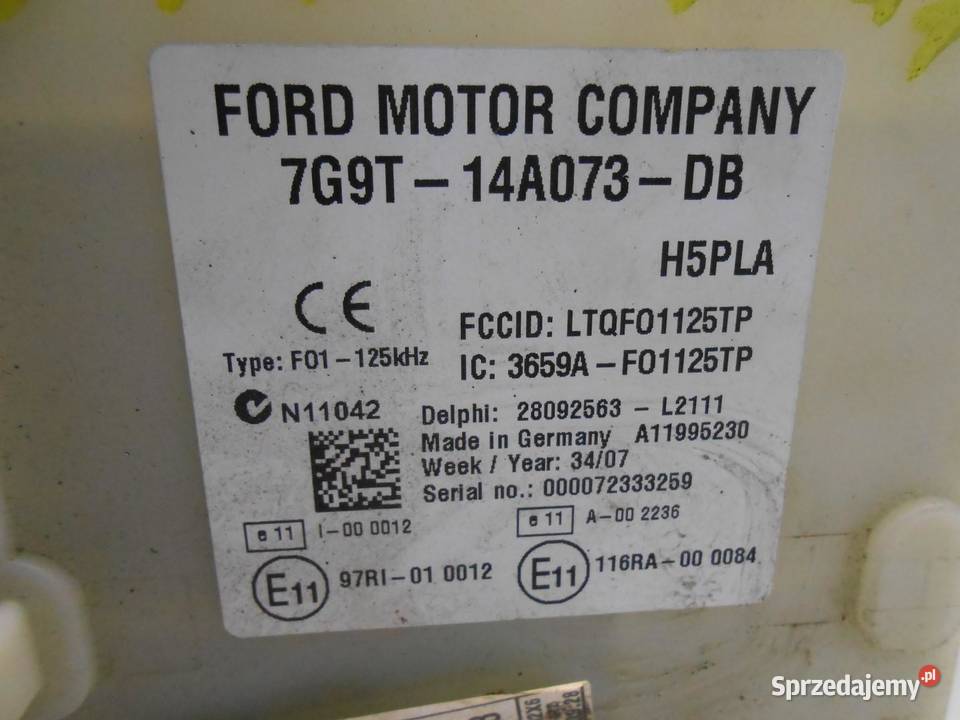 FORD MOTOR COMPANY
7G9T-14A073-DB
H5PLA
CE
FCCID: LTQFO1125TP
Type: FO1-125kHz
IC: 3659A-FO1125TP
N11042
Delphi: 28092563 - L2111
Made in Germany A11995230
Week / Year: 34/07
Serial no.: 000072333259
e 11 I-00 0012
e 11 A-00 2236
E11 97RI-01 0012
E11 116RA-00 0084
Sprzedajemy.pl